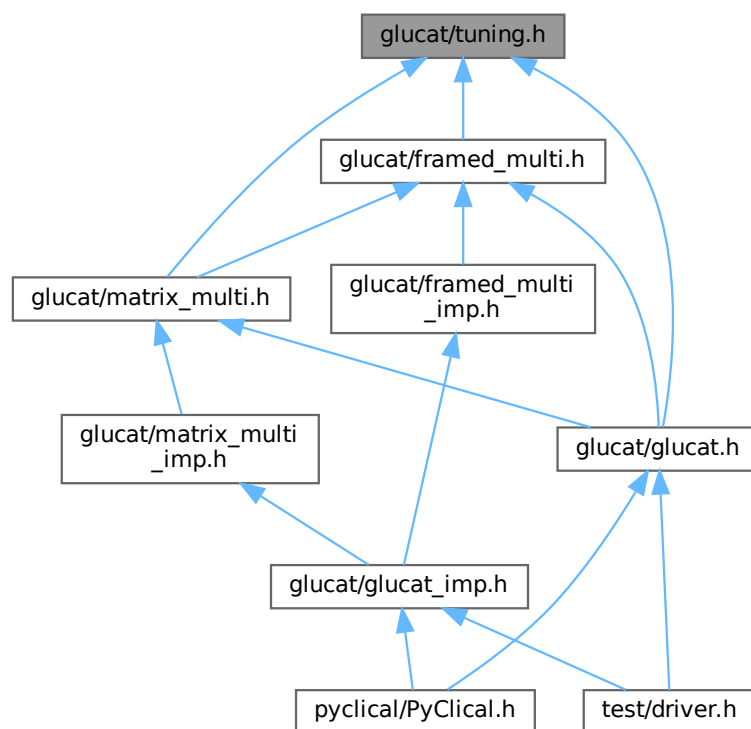 glucat/tuning.h
glucat/framed_multi.h
glucat/matrix_multi.h
glucat/framed_multi
_imp.h
glucat/matrix_multi
_imp.h
glucat/glucat.h
glucat/glucat_imp.h
pyclical/PyClical.h
test/driver.h